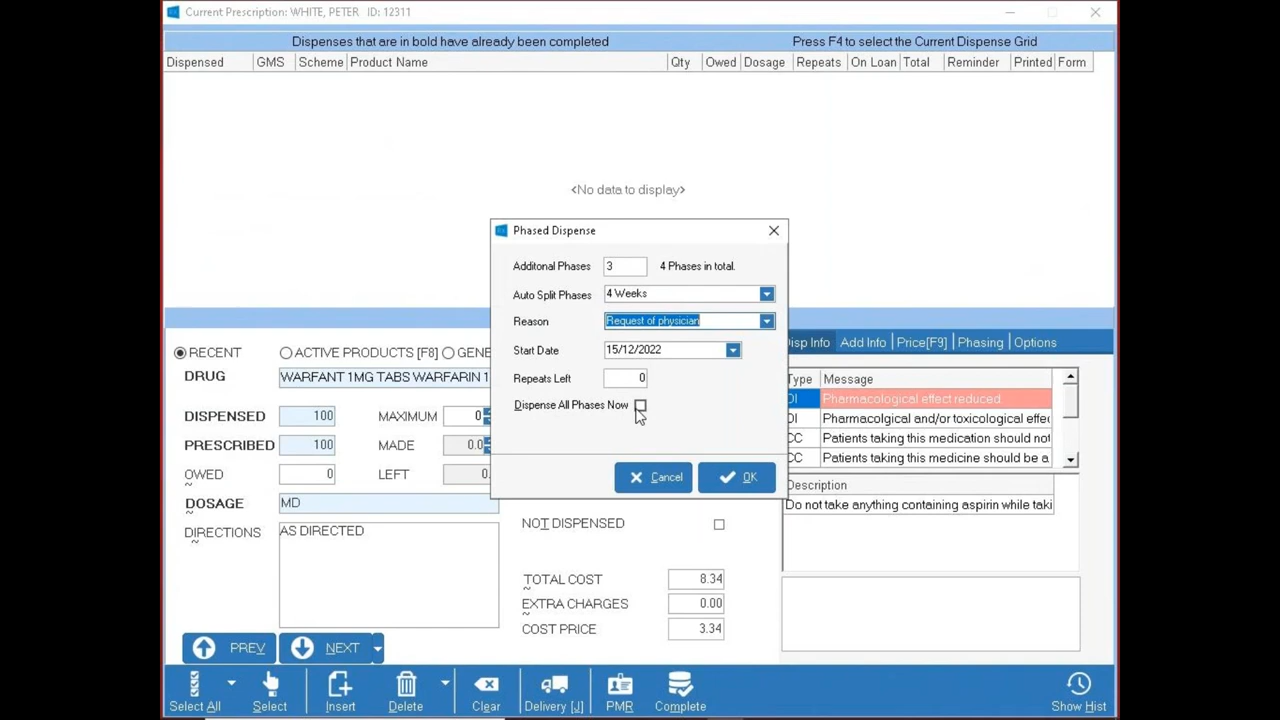 Current Prescription: WHITE, PETER ID: 12311
Dispenses that are in bold have already been completed Press F4 to select the Current Dispense Grid
Dispensed GMS Scheme Product Name Qty Owed Dosage Repeats On Loan Total Reminder Printed Form
<No data to display>
Phased Dispense
Additonal Phases 3 4 Phases in total.
Auto Split Phases 4 Weeks
Reason Request of physician
Start Date 15/12/2022
Repeats Left 0
Dispense All Phases Now
Cancel OK
RECENT ACTIVE PRODUCTS [F8] GENE
DRUG WARFANT 1MG TABS WARFARIN 1
DISPENSED 100 MAXIMUM 0
PRESCRIBED 100 MADE 0.0
OWED 0 LEFT 0.
DOSAGE MD
DIRECTIONS AS DIRECTED
NOT DISPENSED
TOTAL COST 8.34
EXTRA CHARGES 0.00
COST PRICE 3.34
Disp Info Add Info Price[F9] Phasing Options
Type Message
DI Pharmacological effect reduced.
DI Pharmacolgical and/or toxicological effec
CC Patients taking this medication should not
CC Patients taking this medicine should be a
Description
Do not take anything containing aspirin while taki
PREV NEXT
Select All Select Insert Delete Clear Delivery [J] PMR Complete Show Hist